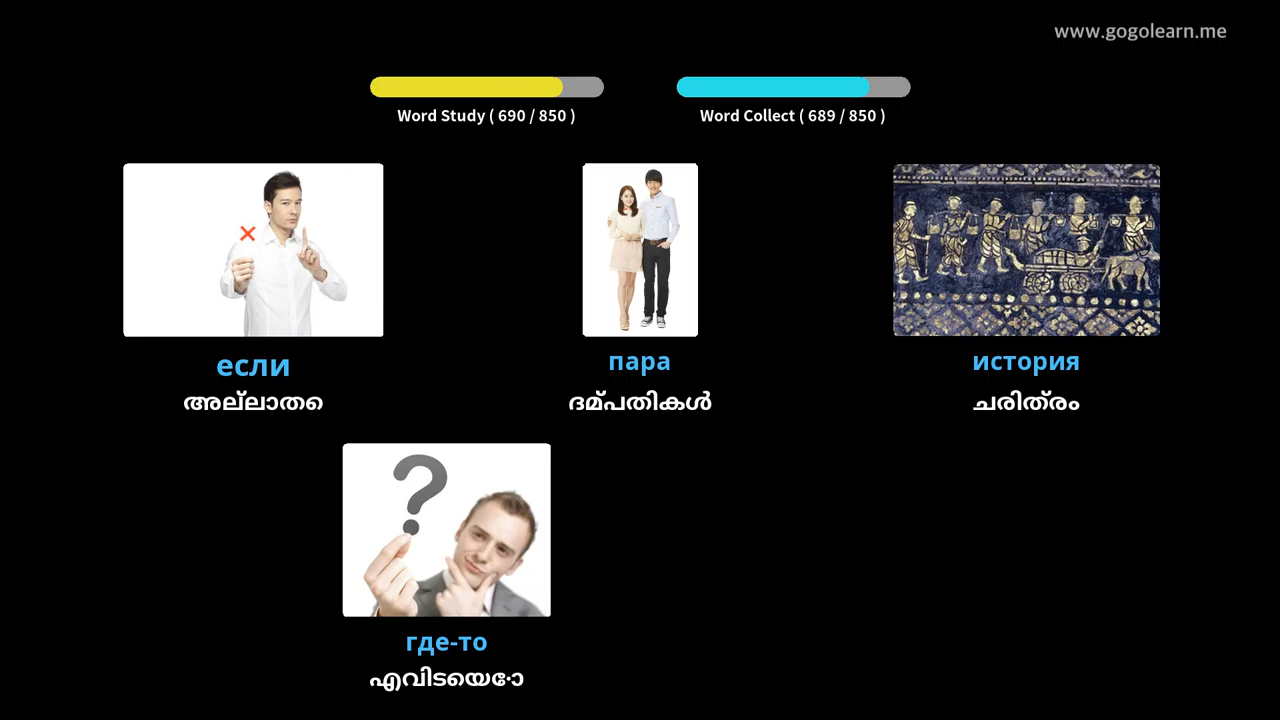 www.gogolearn.me
Word Study ( 690 / 850 )
Word Collect ( 689 / 850 )
если
пара
история
അല്ലാതെ
ദമ്പതികൾ
ചരിത്രം
где-то
എവിടെയോ